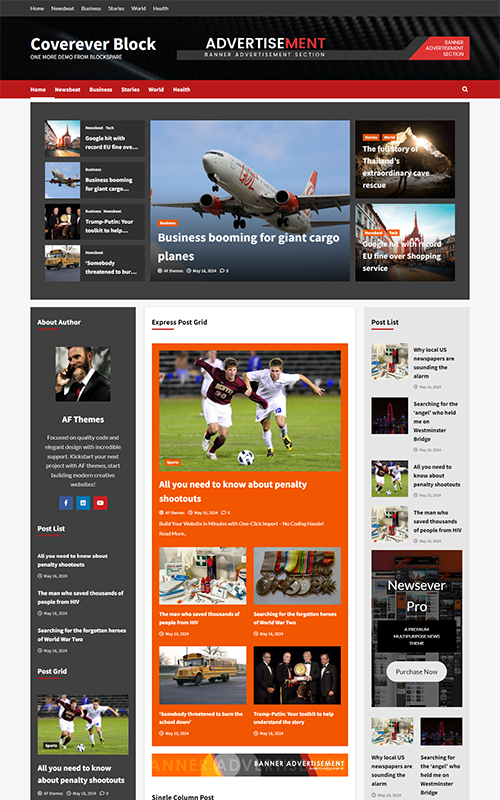 Home Newsbeat Business Stories World Health
Coverever Block
ONE MORE DEMO FROM BLOCKSPARE
ADVERTISEMENT
BANNER ADVERTISEMENT SECTION
BANNER
ADVERTISEMENT
SECTION
Home Newsbeat Business Stories World Health
Newsbeat Tech
Google hit with
record EU fine ove...
Business
Business booming
for giant cargo...
Business Newsbeat
Trump-Putin: Your
toolkit to help...
Newsbeat
'Somebody
threatened to bur...
Business
Business booming for giant cargo
planes
AF themes May 16, 2024 0
Stories World
The full story of
Thailand's
extraordinary cave
rescue
Newsbeat Tech
Google hit with record
EU fine over Shopping
service
About Author
AF Themes
Focused on quality code and
elegant design with incredible
support. Kickstart your next
project with AF themes, start
building modern creative
websites!
Post List
All you need to know about
penalty shootouts
May 16, 2024
The man who saved thousands of
people from HIV
May 16, 2024
Searching for the forgotten heroes
of World War Two
May 16, 2024
Post Grid
Sports
All you need to know
about penalty shootouts
AF themes May 16, 2024 0
Express Post Grid
Sports
All you need to know about penalty
shootouts
AF themes May 16, 2024 0
Build Your Website in Minutes with One-Click Import – No Coding Hassle!
Read More..
The man who saved thousands of
people from HIV
May 16, 2024
Searching for the forgotten heroes
of World War Two
May 16, 2024
'Somebody threatened to burn the
school'
May 16, 2024
Trump-Putin: Your toolkit to help
understand the story
May 16, 2024
BANNER ADVERTISEMENT
BANNER ADVERTISEMENT
Single Column Post
Post List
Why local US
newspapers are
sounding the
alarm
May 16, 2024
Searching for the
'angel' who held
me on
Westminster
Bridge
May 16, 2024
All you need to
know about
penalty shootouts
May 16, 2024
The man who
saved thousands
of people from HIV
May 16, 2024
Newsever
Pro
A PREMIUM
MULTIPURPOSE NEWS
THEME
Purchase Now
Why local US
newspapers are
sounding the
alarm
May 16, 2024
Searching for
the 'angel' who
held me on
Westminster